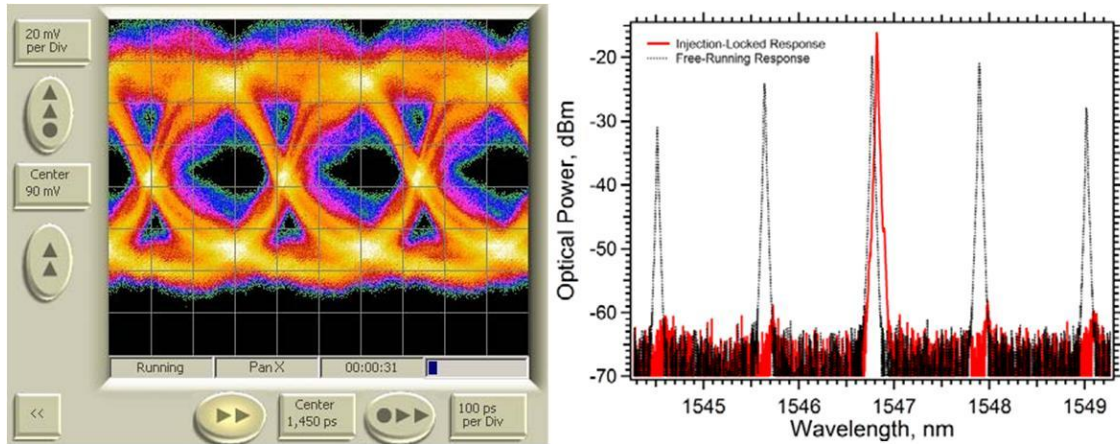 20 mV
per Div
Center
90 mV
Running
Pan X
00:00:31
<<
Center
1,450 ps
100 ps
per Div
Injection-Locked Response
Free-Running Response
Optical Power, dBm
-20
-30
-40
-50
-60
-70
1545
1546
1547
1548
1549
Wavelength, nm